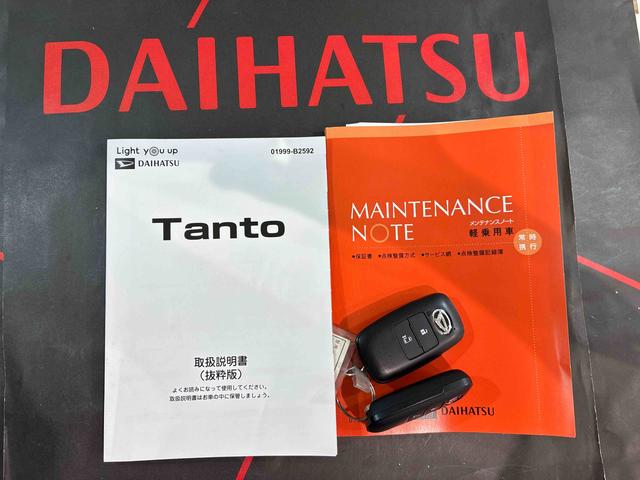 DAIHATSU
Light you up
DAIHATSU
01999-B2592
Tanto
取扱説明書
(抜粋版)
よくお読みになって使用してください。
取扱説明書はお車の中に保管しましょう。
MAINTENANCE
NOTE
メンテナンスノート
軽乗用車
常時
携行
●保証書 ●点検整備方式 ●サービス網 ●点検整備記録簿
DAIHATSU